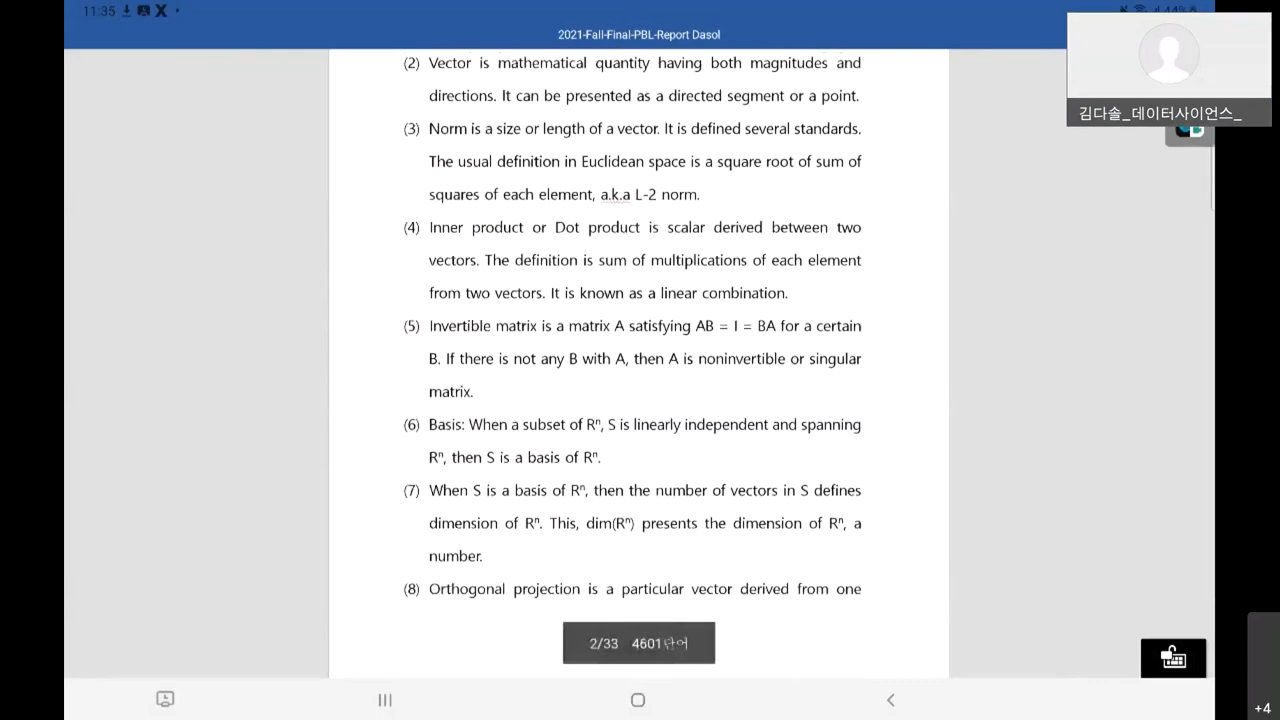 11:35
44%
2021-Fall-Final-PBL-Report Dasol
김다솔_데이터사이언스_
(2) Vector is mathematical quantity having both magnitudes and
directions. It can be presented as a directed segment or a point.
(3) Norm is a size or length of a vector. It is defined several standards.
The usual definition in Euclidean space is a square root of sum of
squares of each element, a.k.a L-2 norm.
(4) Inner product or Dot product is scalar derived between two
vectors. The definition is sum of multiplications of each element
from two vectors. It is known as a linear combination.
(5) Invertible matrix is a matrix A satisfying AB = I = BA for a certain
B. If there is not any B with A, then A is noninvertible or singular
matrix.
(6) Basis: When a subset of Rⁿ, S is linearly independent and spanning
Rⁿ, then S is a basis of Rⁿ.
(7) When S is a basis of Rⁿ, then the number of vectors in S defines
dimension of Rⁿ. This, dim(Rⁿ) presents the dimension of Rⁿ, a
number.
(8) Orthogonal projection is a particular vector derived from one
2/33 4601단어
+4